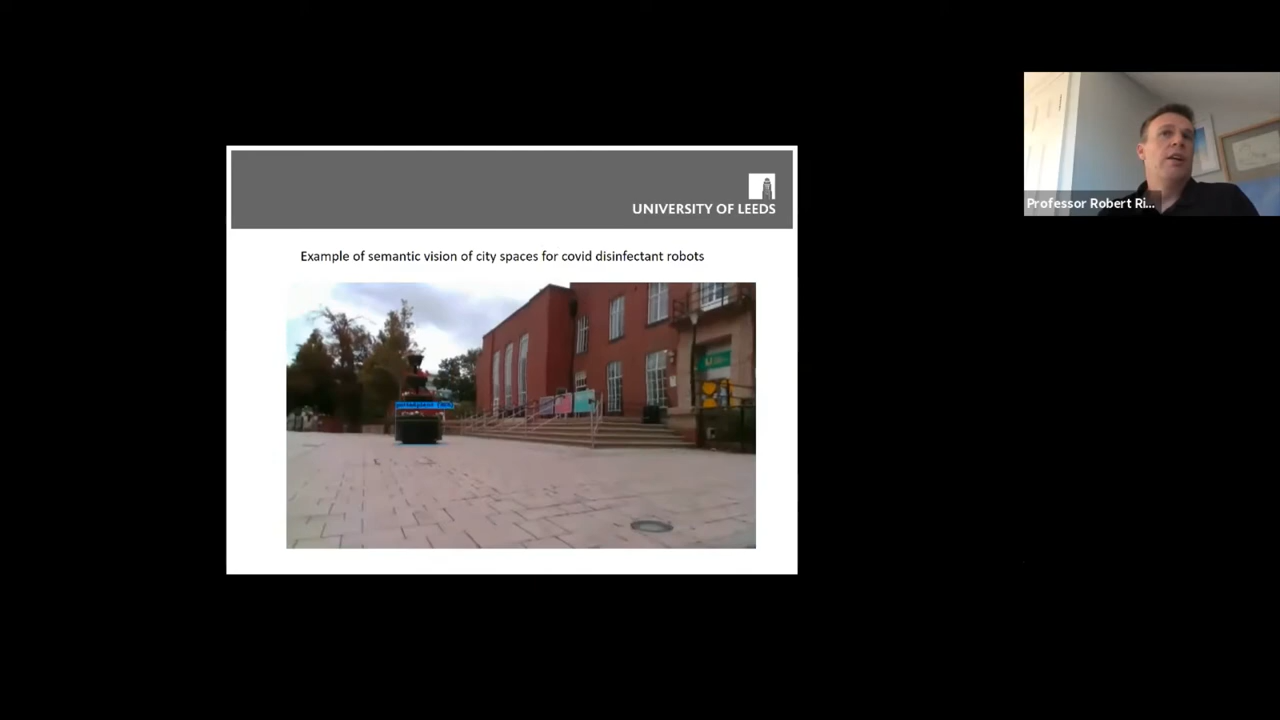 UNIVERSITY OF LEEDS
Professor Robert Ri...
Example of semantic vision of city spaces for covid disinfectant robots